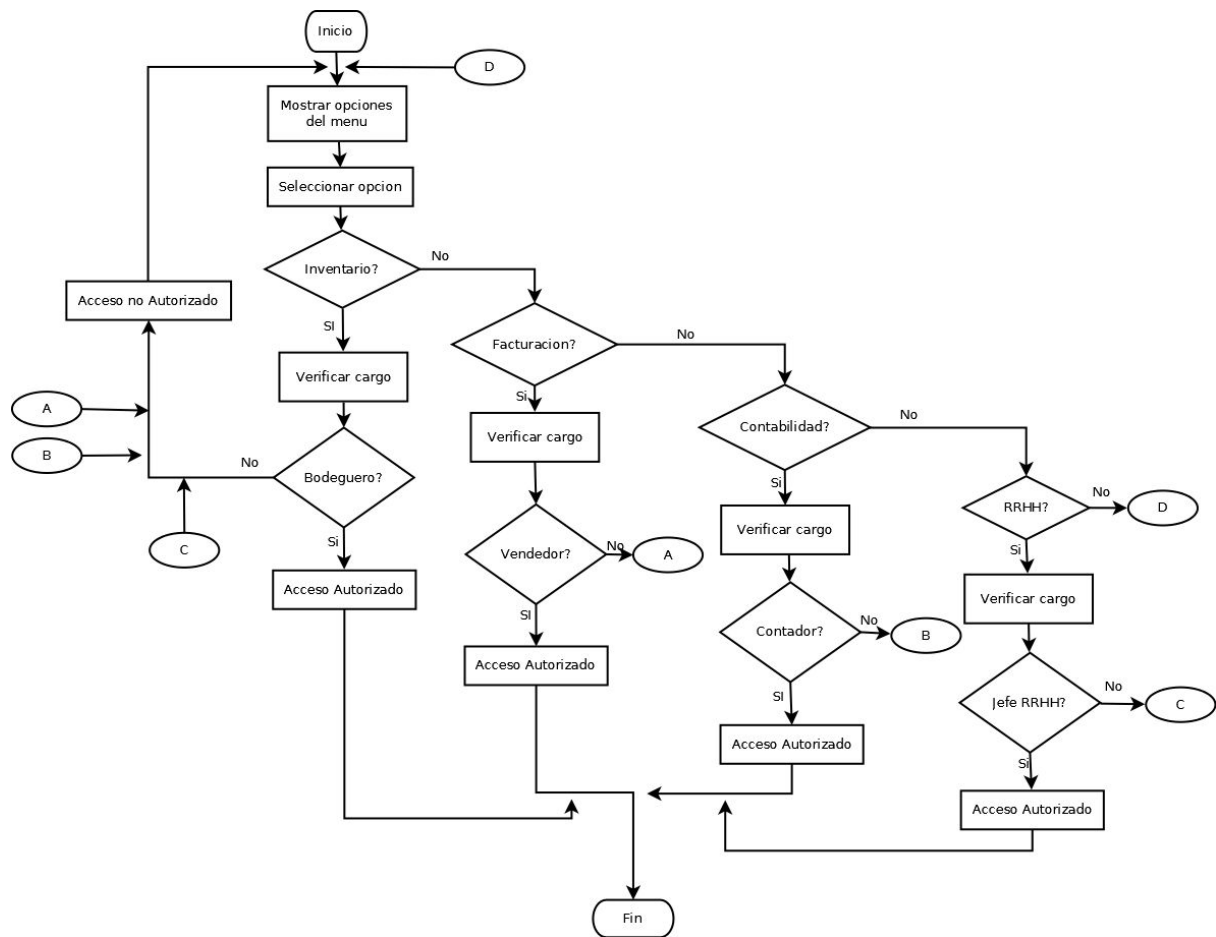 Inicio
D
Mostrar opciones
del menu
Seleccionar opcion
Inventario?
No
SI
Acceso no Autorizado
Verificar cargo
Facturacion?
No
Si
A
B
No
Bodeguero?
Si
C
Acceso Autorizado
Verificar cargo
Vendedor?
No
A
SI
Acceso Autorizado
Contabilidad?
No
Si
Verificar cargo
Contador?
No
B
SI
Acceso Autorizado
RRHH?
No
D
Si
Verificar cargo
Jefe RRHH?
No
C
Si
Acceso Autorizado
Fin